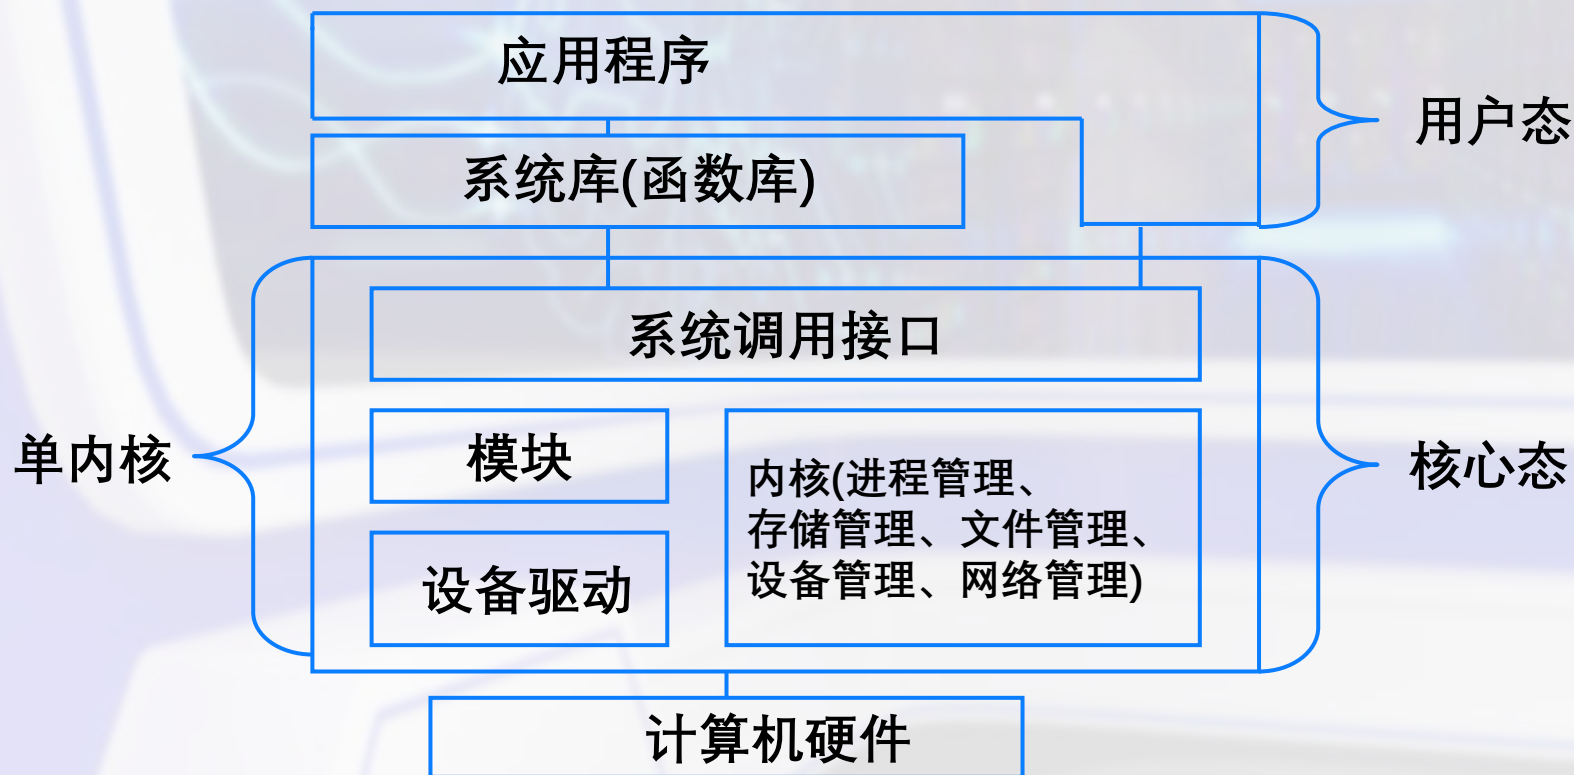 应用程序
用户态
系统库(函数库)
系统调用接口
单内核
模块
内核(进程管理、
存储管理、文件管理、
设备管理、网络管理)
核心态
设备驱动
计算机硬件